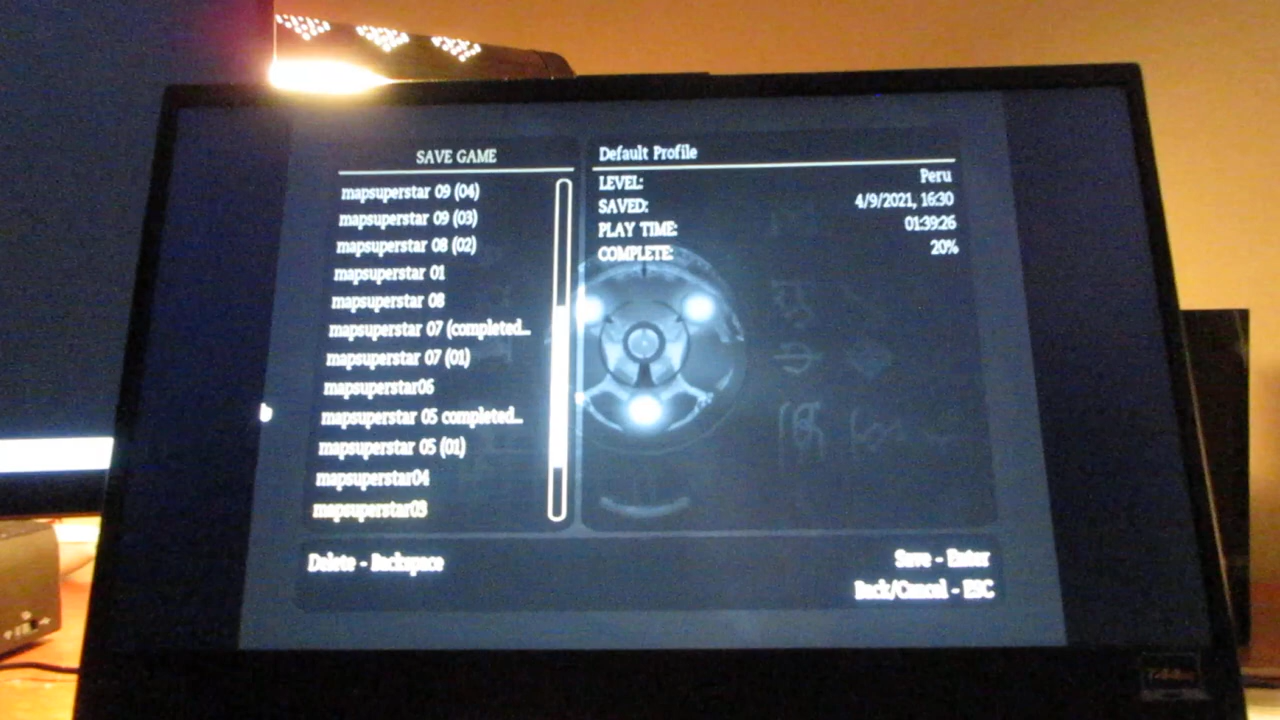 SAVE GAME
mapsuperstar 09 (04)
mapsuperstar 09 (03)
mapsuperstar 08 (02)
mapsuperstar 01
mapsuperstar 08
mapsuperstar 07 (completed...
mapsuperstar 07 (01)
mapsuperstar06
mapsuperstar 05 completed...
mapsuperstar 05 (01)
mapsuperstar04
mapsuperstar03
Default Profile
LEVEL: Peru
SAVED: 4/9/2021, 16:30
PLAY TIME: 01:39:26
COMPLETE: 20%
Delete - Backspace
Save - Enter
Back/Cancel - ESC